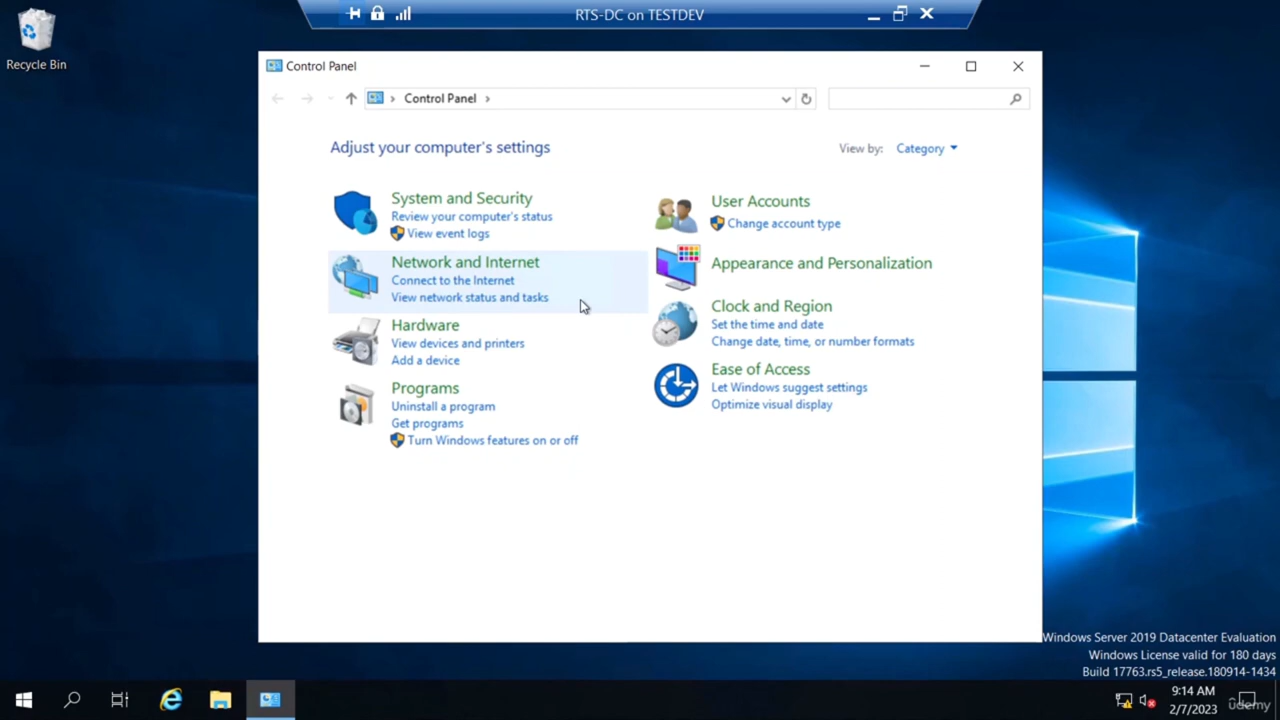 RTS-DC on TESTDEV
Recycle Bin
Control Panel
Control Panel
Adjust your computer's settings
View by: Category
System and Security
Review your computer's status
View event logs
Network and Internet
Connect to the Internet
View network status and tasks
Hardware
View devices and printers
Add a device
Programs
Uninstall a program
Get programs
Turn Windows features on or off
User Accounts
Change account type
Appearance and Personalization
Clock and Region
Set the time and date
Change date, time, or number formats
Ease of Access
Let Windows suggest settings
Optimize visual display
Windows Server 2019 Datacenter Evaluation
Windows License valid for 180 days
Build 17763.rs5_release.180914-1434
9:14 AM
2/7/2023
udemy